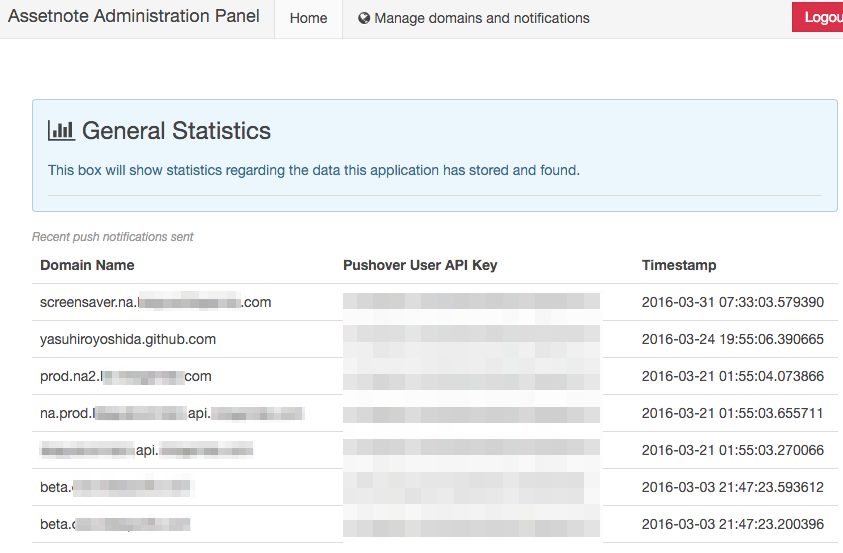 Assetnote Administration Panel Home Manage domains and notifications Logou
General Statistics
This box will show statistics regarding the data this application has stored and found.
Recent push notifications sent
Domain Name Pushover User API Key Timestamp
screensaver.na. .com 2016-03-31 07:33:03.579390
yasuhiroyoshida.github.com 2016-03-24 19:55:06.390665
prod.na2. com 2016-03-21 01:55:04.073866
na.prod. api. 2016-03-21 01:55:03.655711
api. 2016-03-21 01:55:03.270066
beta. 2016-03-03 21:47:23.593612
beta. 2016-03-03 21:47:23.200396